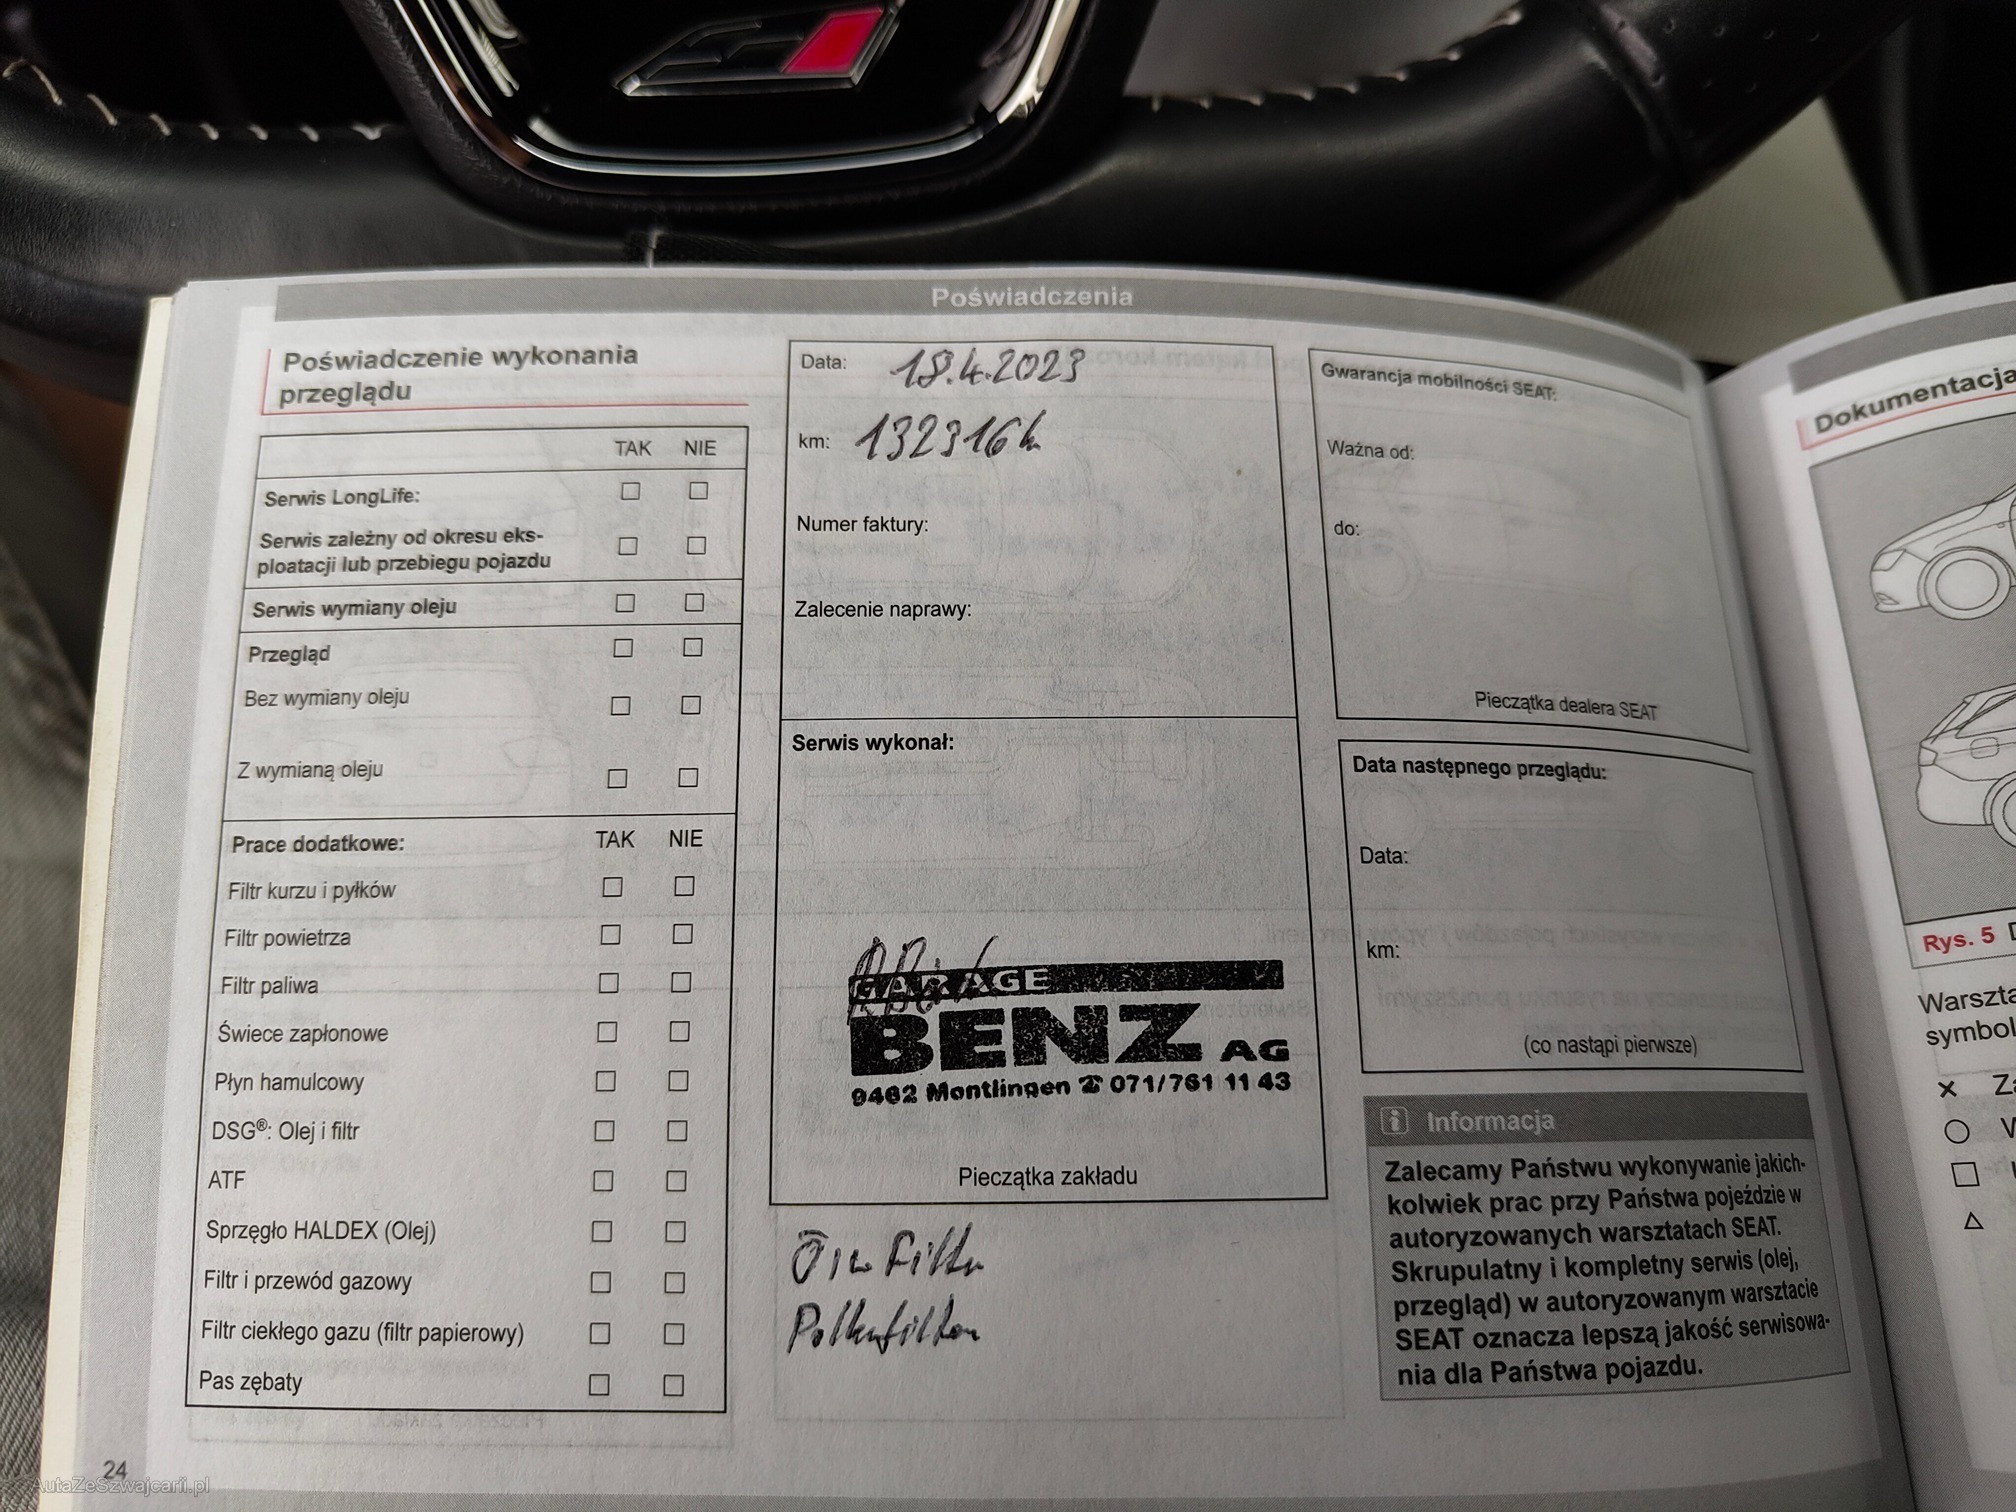 Poświadczenia
Poświadczenie wykonania
przeglądu
TAK NIE
Serwis LongLife:
Serwis zależny od okresu eks-
ploatacji lub przebiegu pojazdu
Serwis wymiany oleju
Przegląd
Bez wymiany oleju
Z wymianą oleju
Prace dodatkowe: TAK NIE
Filtr kurzu i pyłków
Filtr powietrza
Filtr paliwa
Świece zapłonowe
Płyn hamulcowy
DSG®: Olej i filtr
ATF
Sprzęgło HALDEX (Olej)
Filtr i przewód gazowy
Filtr ciekłego gazu (filtr papierowy)
Pas zębaty
24
AutaZeSzwajcarii.pl
Data: 18.4.2023
km: 132316
Numer faktury:
Zalecenie naprawy:
Serwis wykonał:
GARAGE
BENZ AG
9462 Montlingen ☎ 071/761 11 43
Pieczątka zakładu
Pollenfilter
Gwarancja mobilności SEAT:
Ważna od:
do:
Pieczątka dealera SEAT
Data następnego przeglądu:
Data:
km:
(co nastąpi pierwsze)
Informacja
Zalecamy Państwu wykonywanie jakich-
kolwiek prac przy Państwa pojeździe w
autoryzowanych warsztatach SEAT.
Skrupulatny i kompletny serwis (olej,
przegląd) w autoryzowanym warsztacie
SEAT oznacza lepszą jakość serwisowa-
nia dla Państwa pojazdu.
Dokumentacja
Rys. 5
symbol